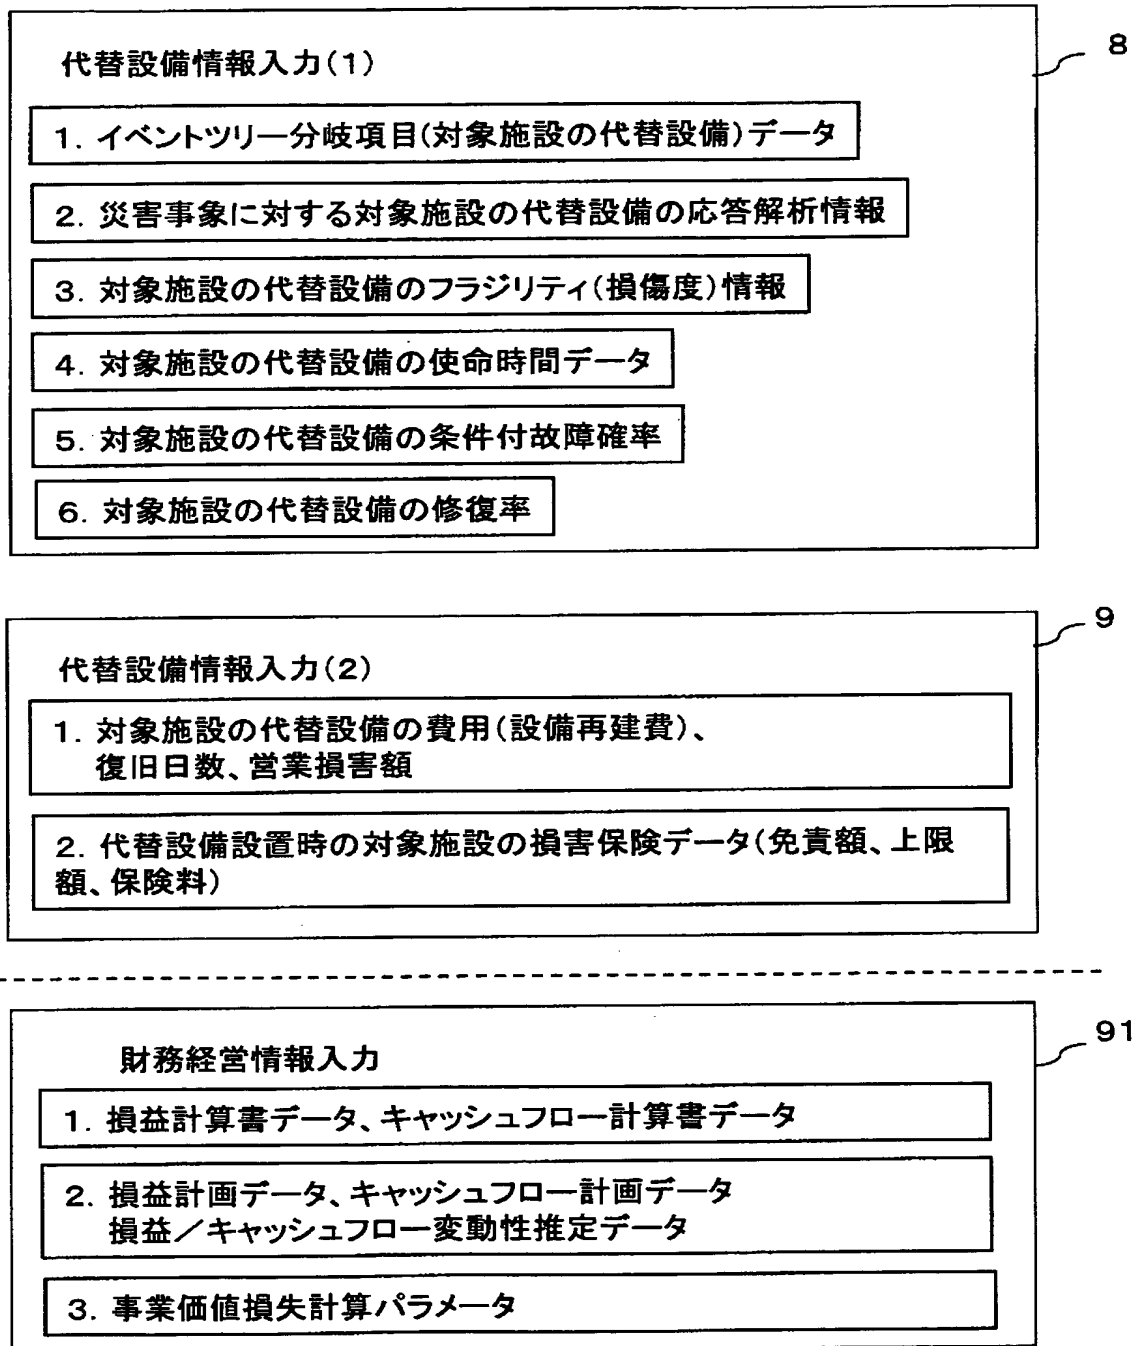 代替設備情報入力(1)
8
1. イベントツリー分岐項目(対象施設の代替設備)データ
2. 災害事象に対する対象施設の代替設備の応答解析情報
3. 対象施設の代替設備のフラジリティ(損傷度)情報
4. 対象施設の代替設備の使命時間データ
5. 対象施設の代替設備の条件付故障確率
6. 対象施設の代替設備の修復率
9
代替設備情報入力(2)
1. 対象施設の代替設備の費用(設備再建費)、
復旧日数、営業損害額
2. 代替設備設置時の対象施設の損害保険データ(免責額、上限
額、保険料)
91
財務経営情報入力
1. 損益計算書データ、キャッシュフロー計算書データ
2. 損益計画データ、キャッシュフロー計画データ
損益／キャッシュフロー変動性推定データ
3. 事業価値損失計算パラメータ